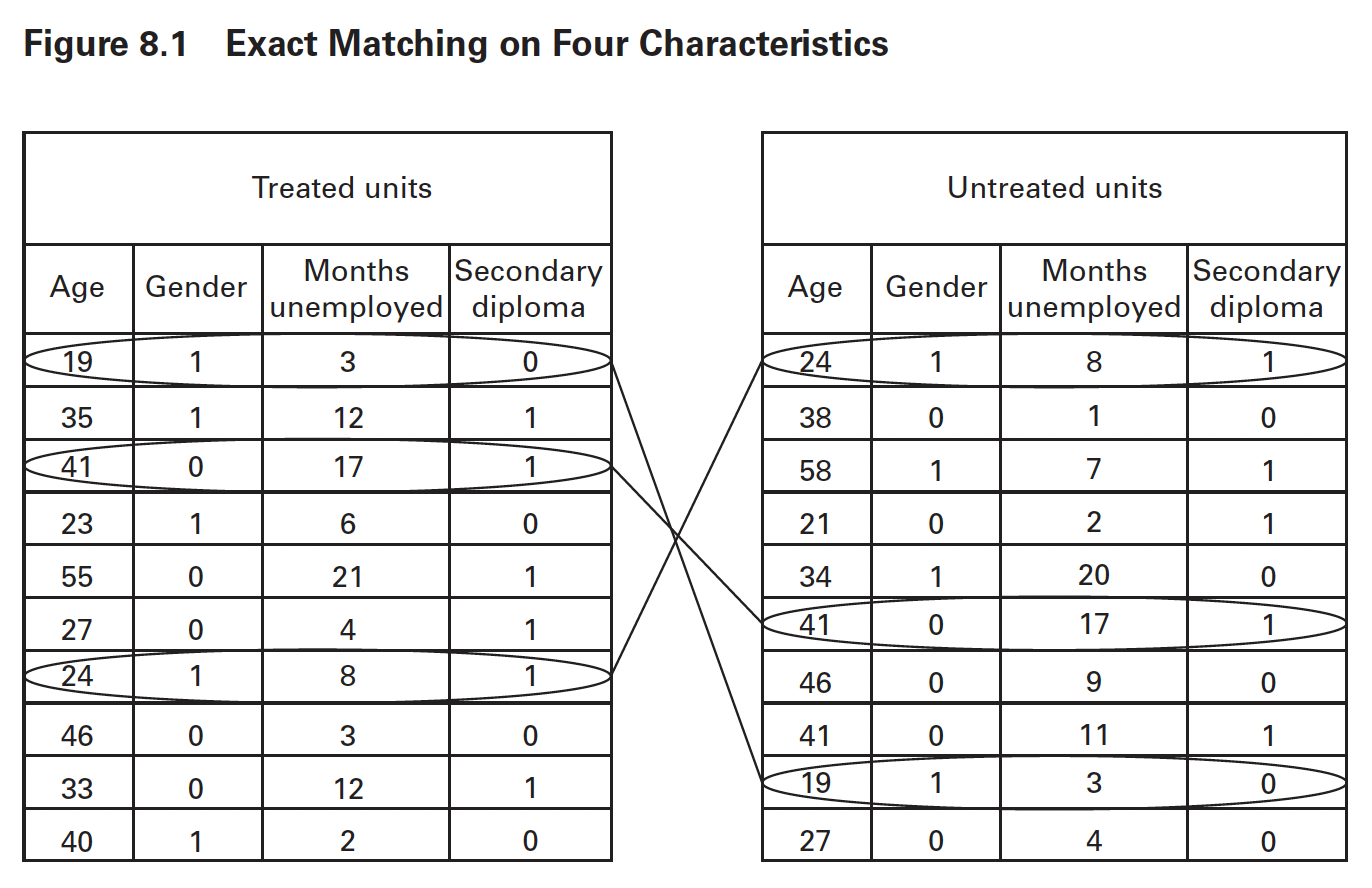 Figure 8.1 Exact Matching on Four Characteristics
Treated units
Age Gender Months unemployed Secondary diploma
19 1 3 0
35 1 12 1
41 0 17 1
23 1 6 0
55 0 21 1
27 0 4 1
24 1 8 1
46 0 3 0
33 0 12 1
40 1 2 0
Untreated units
Age Gender Months unemployed Secondary diploma
24 1 8 1
38 0 1 0
58 1 7 1
21 0 2 1
34 1 20 0
41 0 17 1
46 0 9 0
41 0 11 1
19 1 3 0
27 0 4 0